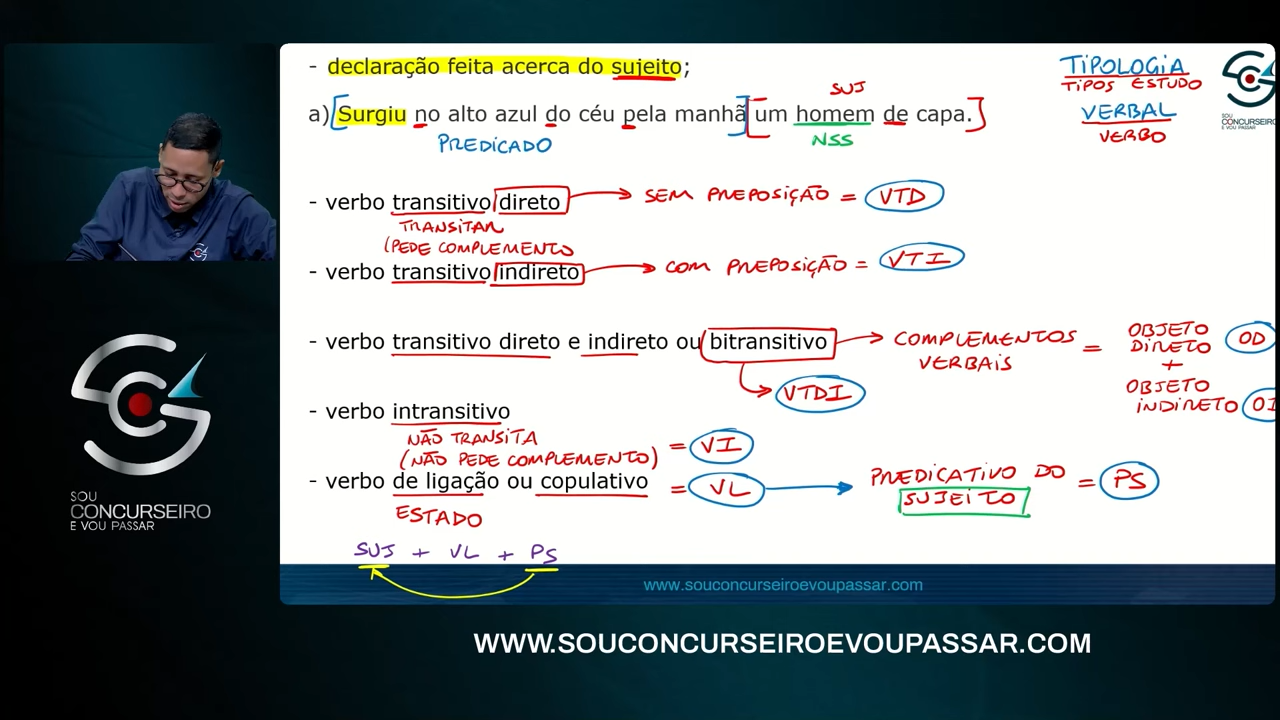 - declaração feita acerca do sujeito;
TIPOLOGIA
TIPOS ESTUDO
VERBAL
VERBO
SUJ
a) [Surgiu no alto azul do céu pela manhã] [um homem de capa.]
PREDICADO
NSS
CONCURSEIRO
- verbo transitivo direto → SEM PREPOSIÇÃO = VTD
TRANSITAR
(PEDE COMPLEMENTO
- verbo transitivo indireto → COM PREPOSIÇÃO = VTI
- verbo transitivo direto e indireto ou bitransitivo → COMPLEMENTOS VERBAIS = OBJETO DIRETO OD
+
OBJETO INDIRETO OI
VTDI
- verbo intransitivo
NÃO TRANSITA
(NÃO PEDE COMPLEMENTO) = VI
- verbo de ligação ou copulativo = VL → PREDICATIVO DO SUJEITO = PS
ESTADO
SUJ + VL + PS
SOU
CONCURSEIRO
E VOU PASSAR
www.souconcurseiroevoupassar.com
WWW.SOUCONCURSEIROEVOUPASSAR.COM